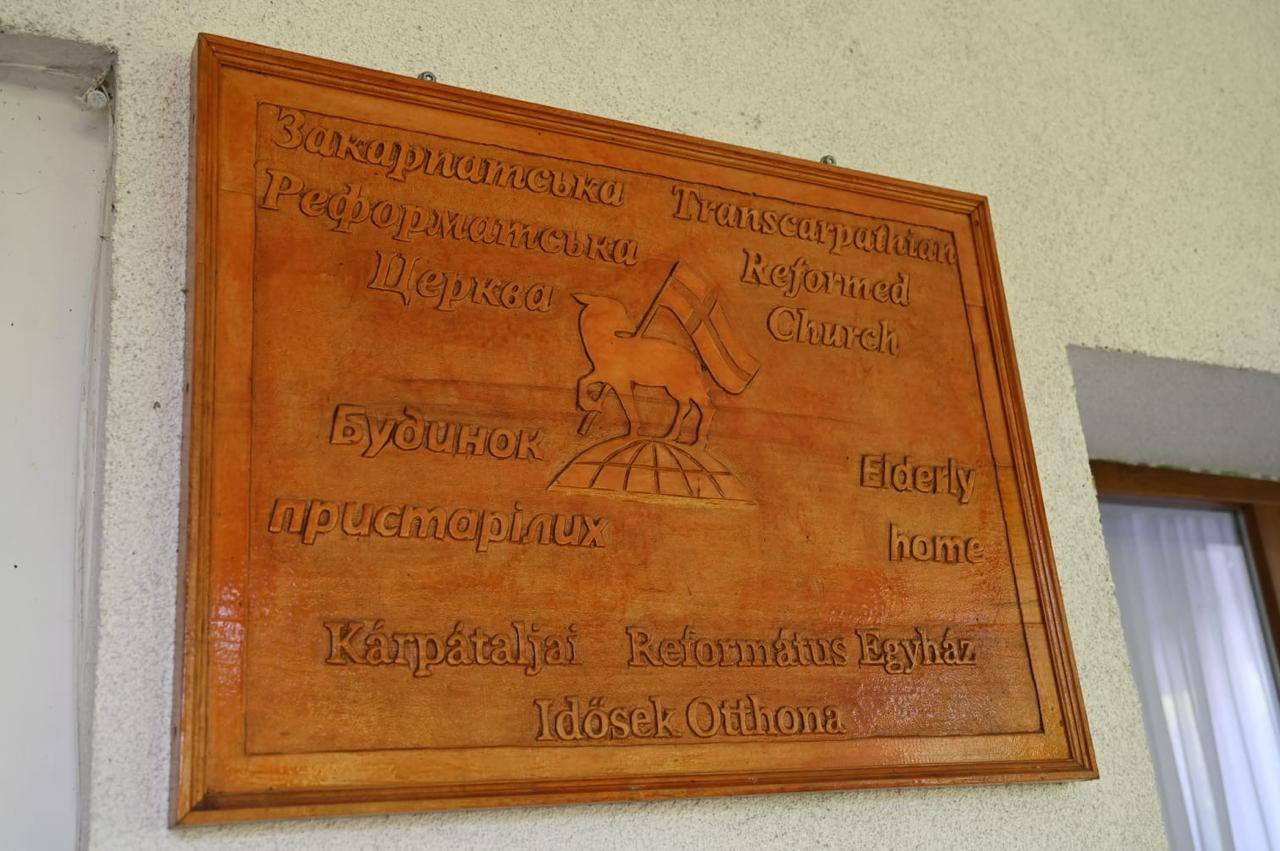 Закарпатська
Реформатська
Церква
Transcarpathian
Reformed
Church
Будинок
пристарілих
Elderly
home
Kárpátaljai Református Egyház
Idősek Otthona